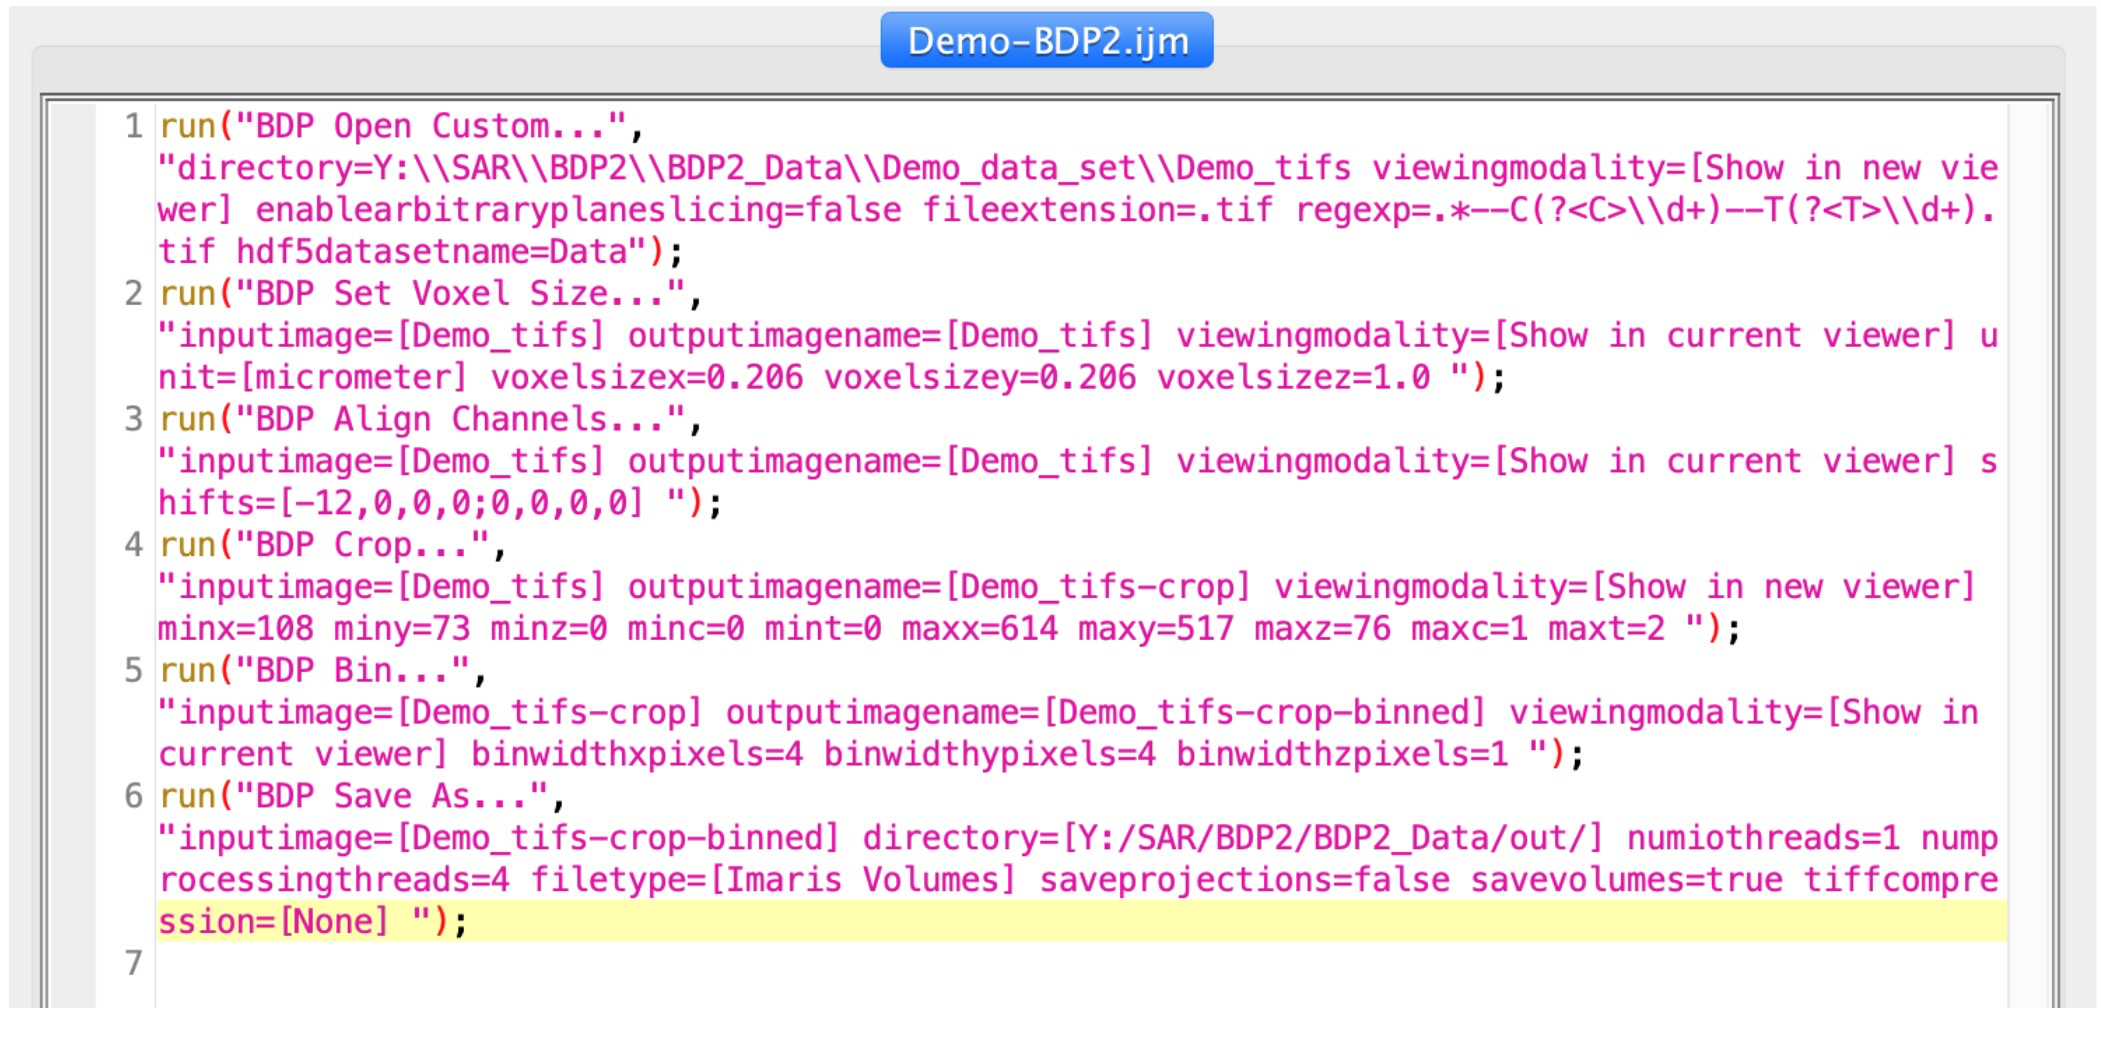 Demo-BDP2.ijm
1 run("BDP Open Custom...",
"directory=Y:\\SAR\\BDP2\\BDP2_Data\\Demo_data_set\\Demo_tifs viewingmodality=[Show in new vie
wer] enablearbitraryplaneslicing=false fileextension=.tif regexp=.*--C(?<C>\\d+)--T(?<T>\\d+).
tif hdf5datasetname=Data");
2 run("BDP Set Voxel Size...",
"inputimage=[Demo_tifs] outputimagename=[Demo_tifs] viewingmodality=[Show in current viewer] u
nit=[micrometer] voxelsizex=0.206 voxelsizey=0.206 voxelsizez=1.0 ");
3 run("BDP Align Channels...",
"inputimage=[Demo_tifs] outputimagename=[Demo_tifs] viewingmodality=[Show in current viewer] s
hifts=[-12,0,0,0;0,0,0,0] ");
4 run("BDP Crop...",
"inputimage=[Demo_tifs] outputimagename=[Demo_tifs-crop] viewingmodality=[Show in new viewer]
minx=108 miny=73 minz=0 minc=0 mint=0 maxx=614 maxy=517 maxz=76 maxc=1 maxt=2 ");
5 run("BDP Bin...",
"inputimage=[Demo_tifs-crop] outputimagename=[Demo_tifs-crop-binned] viewingmodality=[Show in
current viewer] binwidthxpixels=4 binwidthypixels=4 binwidthzpixels=1 ");
6 run("BDP Save As...",
"inputimage=[Demo_tifs-crop-binned] directory=[Y:/SAR/BDP2/BDP2_Data/out/] numiothreads=1 nump
rocessingthreads=4 filetype=[Imaris Volumes] saveprojections=false savevolumes=true tiffcompre
ssion=[None] ");
7